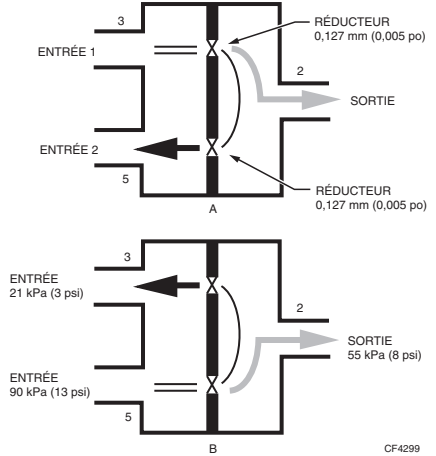 3
RÉDUCTEUR
0,127 mm (0,005 po)
ENTRÉE 1
2
SORTIE
ENTRÉE 2
5
RÉDUCTEUR
0,127 mm (0,005 po)
A
3
ENTRÉE
21 kPa (3 psi)
2
SORTIE
55 kPa (8 psi)
ENTRÉE
90 kPa (13 psi)
5
B
CF4299